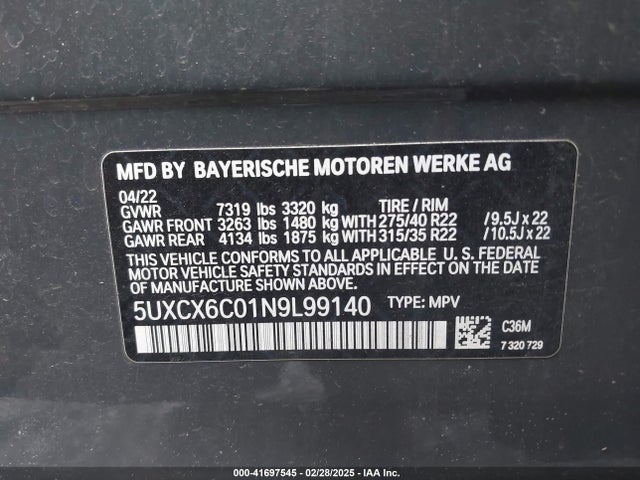 MFD BY BAYERISCHE MOTOREN WERKE AG
04/22
GVWR 7319 lbs 3320 kg TIRE / RIM
GAWR FRONT 3263 lbs 1480 kg WITH 275/40 R22 / 9.5J x 22
GAWR REAR 4134 lbs 1875 kg WITH 315/35 R22 / 10.5J x 22
THIS VEHICLE CONFORMS TO ALL APPLICABLE U. S. FEDERAL
MOTOR VEHICLE SAFETY STANDARDS IN EFFECT ON THE DATE
OF MANUFACTURE SHOWN ABOVE.
5UXCX6C01N9L99140 TYPE: MPV
C36M
7 320 729
000-41697545 - 02/28/2025 - IAA Inc.